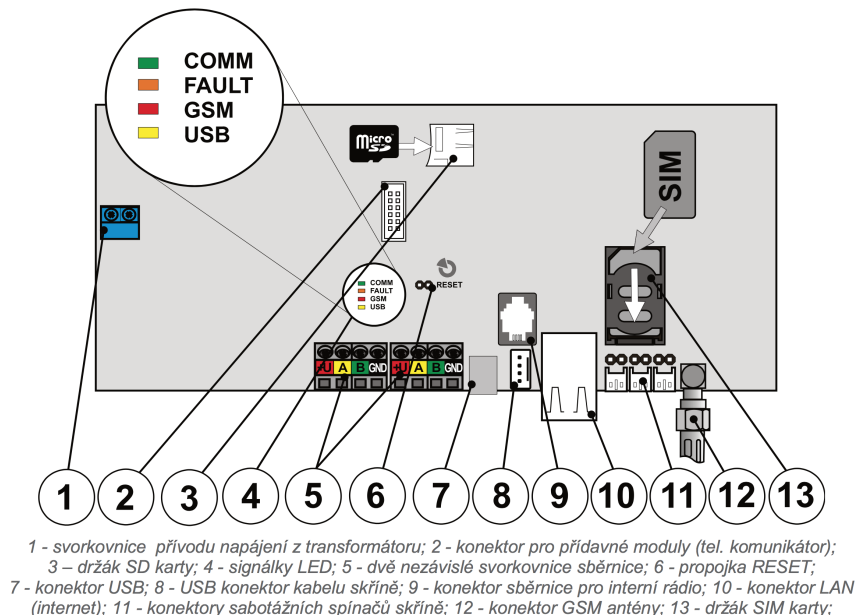 COMM
FAULT
GSM
USB
Micro
SD
SIM
COMM
FAULT
GSM
USB
RESET
+U A B GND +U A B GND
1 2 3 4 5 6 7 8 9 10 11 12 13
1 - svorkovnice přívodu napájení z transformátoru; 2 - konektor pro přídavné moduly (tel. komunikátor);
3 – držák SD karty; 4 - signálky LED; 5 - dvě nezávislé svorkovnice sběrnice; 6 - propojka RESET;
7 - konektor USB; 8 - USB konektor kabelu skříně; 9 - konektor sběrnice pro interní rádio; 10 - konektor LAN
(internet); 11 - konektory sabotážních spínačů skříně; 12 - konektor GSM antény; 13 - držák SIM karty;